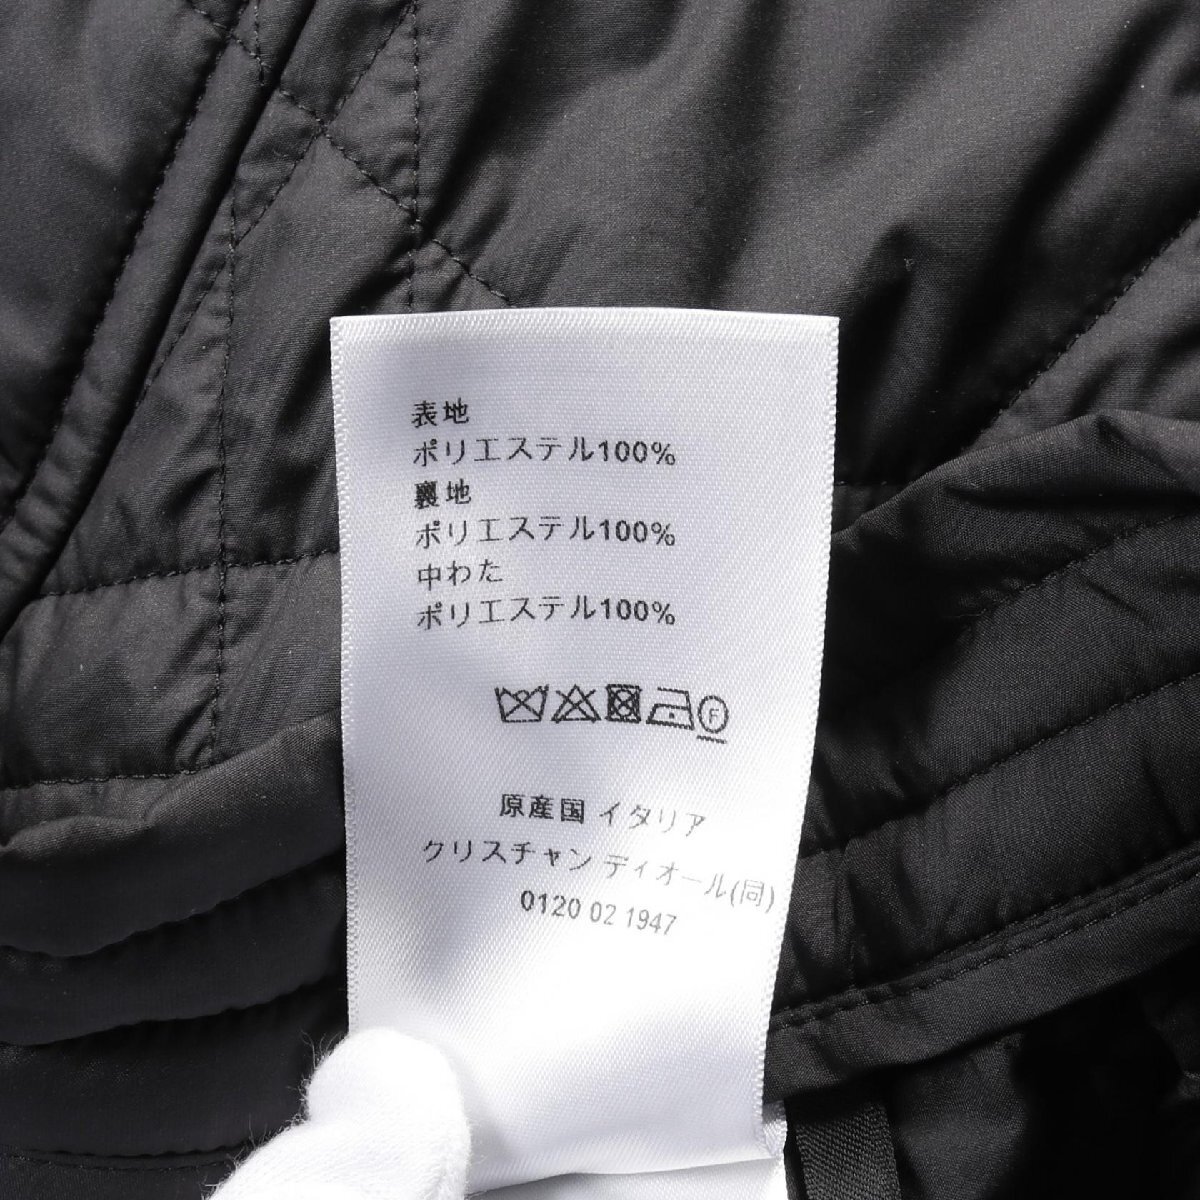 表地
ポリエステル100%
裏地
ポリエステル100%
中わた
ポリエステル100%
F
原産国 イタリア
クリスチャン ディオール(同)
0120 02 1947